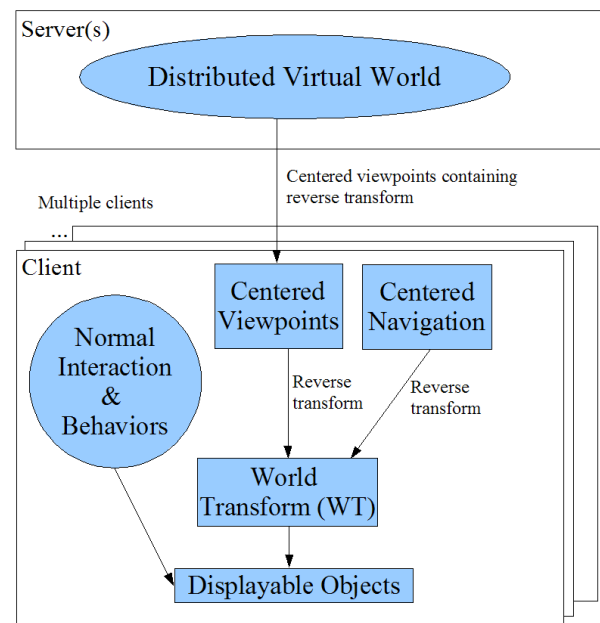 Server(s)
Distributed Virtual World
Centered viewpoints containing
reverse transform
Multiple clients
...
Client
Centered
Viewpoints
Centered
Navigation
Normal
Interaction
&
Behaviors
Reverse
transform
Reverse
transform
World
Transform (WT)
Displayable Objects